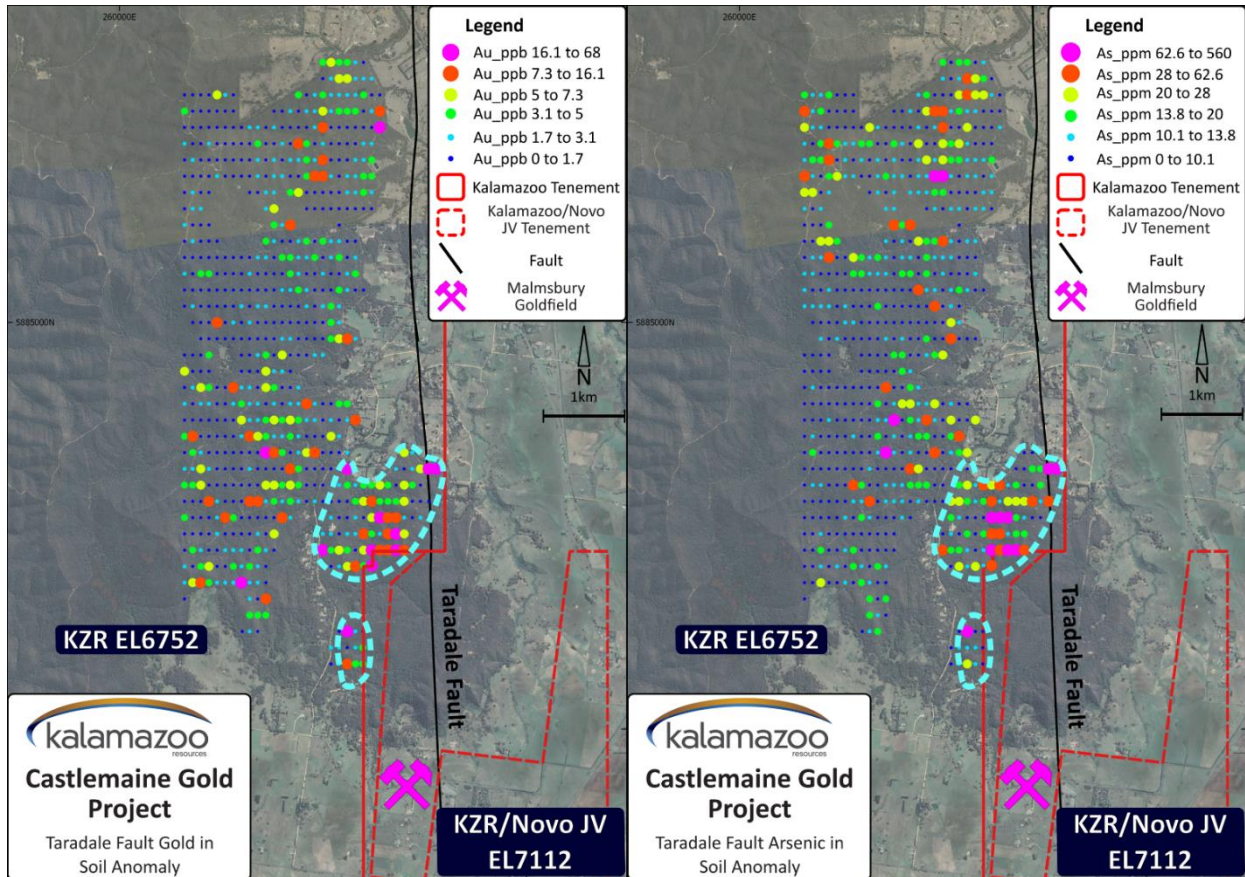 260000E
Legend
Au_ppb 16.1 to 68
Au_ppb 7.3 to 16.1
Au_ppb 5 to 7.3
Au_ppb 3.1 to 5
Au_ppb 1.7 to 3.1
Au_ppb 0 to 1.7
Kalamazoo Tenement
Kalamazoo/Novo
JV Tenement
Fault
Malmsbury
Goldfield
5885000N
N
1km
Taradale Fault
KZR EL6752
kalamazoo
resources
Castlemaine Gold
Project
Taradale Fault Gold in
Soil Anomaly
KZR/Novo JV
EL7112
260000E
Legend
As_ppm 62.6 to 560
As_ppm 28 to 62.6
As_ppm 20 to 28
As_ppm 13.8 to 20
As_ppm 10.1 to 13.8
As_ppm 0 to 10.1
Kalamazoo Tenement
Kalamazoo/Novo
JV Tenement
Fault
Malmsbury
Goldfield
5885000N
N
1km
Taradale Fault
KZR EL6752
kalamazoo
resources
Castlemaine Gold
Project
Taradale Fault Arsenic in
Soil Anomaly
KZR/Novo JV
EL7112